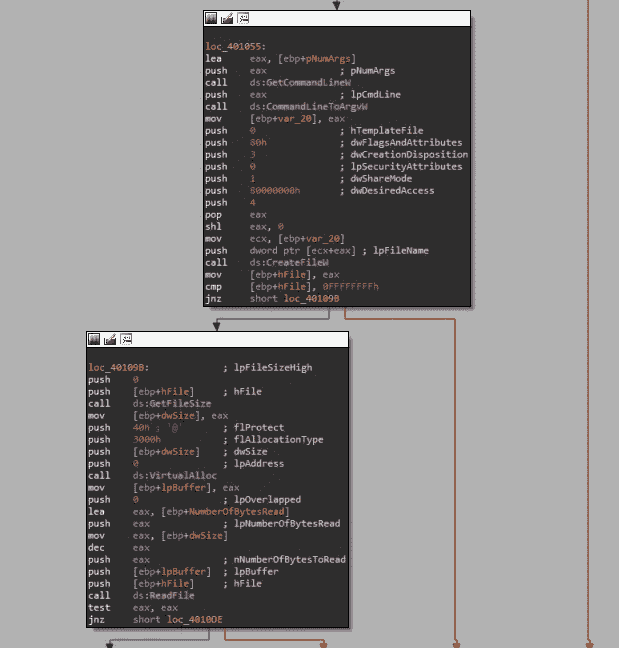 loc_401055:
lea eax, [ebp+pNumArgs]
push eax ; pNumArgs
call ds:GetCommandLineW
push eax ; lpCmdLine
call ds:CommandLineToArgvW
mov [ebp+var_20], eax
push 0 ; hTemplateFile
push 80h ; dwFlagsAndAttributes
push 3 ; dwCreationDisposition
push 0 ; lpSecurityAttributes
push 1 ; dwShareMode
push 80000000h ; dwDesiredAccess
push 4
pop eax
shl eax, 0
mov ecx, [ebp+var_20]
push dword ptr [ecx+eax] ; lpFileName
call ds:CreateFileW
mov [ebp+hFile], eax
cmp [ebp+hFile], 0FFFFFFFFh
jnz short loc_40109B
loc_40109B: ; lpFileSizeHigh
push 0
push [ebp+hFile] ; hFile
call ds:GetFileSize
mov [ebp+dwSize], eax
push 40h ; '@' ; flProtect
push 3000h ; flAllocationType
push [ebp+dwSize] ; dwSize
push 0 ; lpAddress
call ds:VirtualAlloc
mov [ebp+lpBuffer], eax
push 0 ; lpOverlapped
lea eax, [ebp+NumberOfBytesRead]
push eax ; lpNumberOfBytesRead
mov eax, [ebp+dwSize]
dec eax
push eax ; nNumberOfBytesToRead
push [ebp+lpBuffer] ; lpBuffer
push [ebp+hFile] ; hFile
call ds:ReadFile
test eax, eax
jnz short loc_4010DE